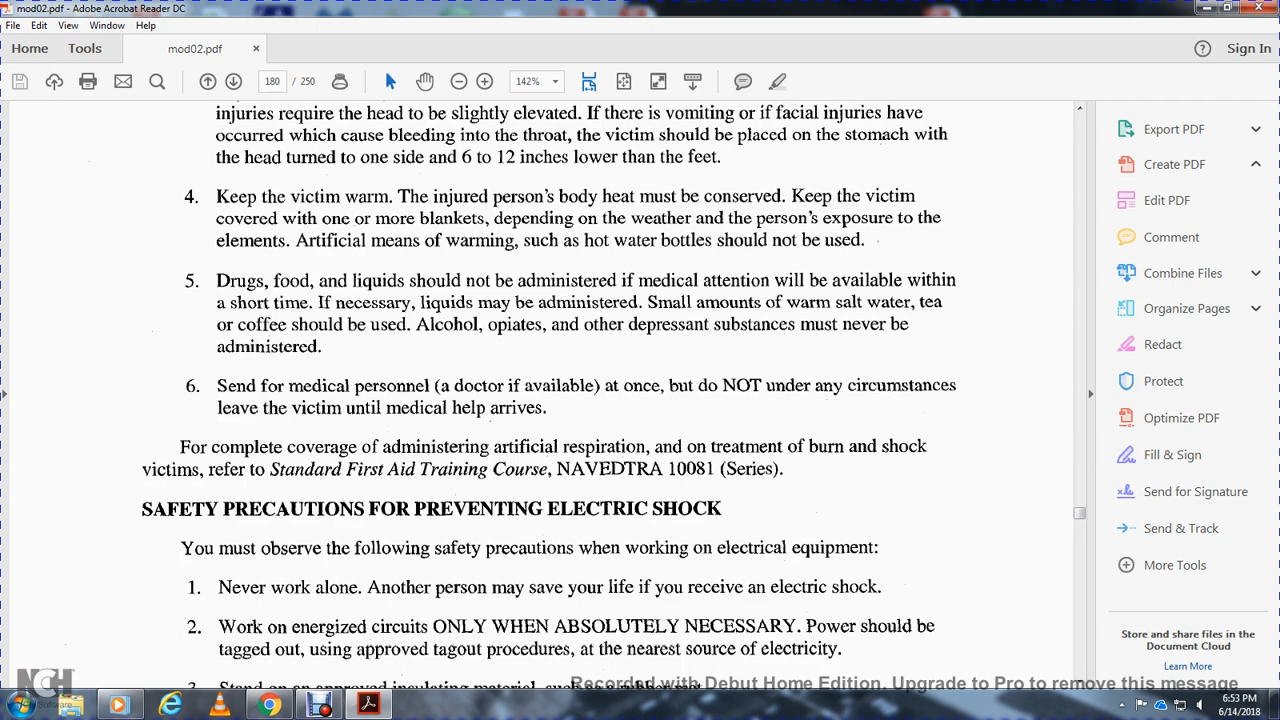 mod02.pdf - Adobe Acrobat Reader DC
File Edit View Window Help
Home Tools mod02.pdf × Sign In
180 / 250 142%
injuries require the head to be slightly elevated. If there is vomiting or if facial injuries have
occurred which cause bleeding into the throat, the victim should be placed on the stomach with
the head turned to one side and 6 to 12 inches lower than the feet.
4. Keep the victim warm. The injured person's body heat must be conserved. Keep the victim
covered with one or more blankets, depending on the weather and the person's exposure to the
elements. Artificial means of warming, such as hot water bottles should not be used.
5. Drugs, food, and liquids should not be administered if medical attention will be available within
a short time. If necessary, liquids may be administered. Small amounts of warm salt water, tea
or coffee should be used. Alcohol, opiates, and other depressant substances must never be
administered.
6. Send for medical personnel (a doctor if available) at once, but do NOT under any circumstances
leave the victim until medical help arrives.
For complete coverage of administering artificial respiration, and on treatment of burn and shock
victims, refer to Standard First Aid Training Course, NAVEDTRA 10081 (Series).
SAFETY PRECAUTIONS FOR PREVENTING ELECTRIC SHOCK
You must observe the following safety precautions when working on electrical equipment:
1. Never work alone. Another person may save your life if you receive an electric shock.
2. Work on energized circuits ONLY WHEN ABSOLUTELY NECESSARY. Power should be
tagged out, using approved tagout procedures, at the nearest source of electricity.
3. Stand on an approved insulating material, such as a rubber mat.
Export PDF
Create PDF
Edit PDF
Comment
Combine Files
Organize Pages
Redact
Protect
Optimize PDF
Fill & Sign
Send for Signature
Send & Track
More Tools
Store and share files in the
Document Cloud
Learn More
Recorded with Debut Home Edition. Upgrade to Pro to remove this message
NCH
Software
6:53 PM
6/14/2018